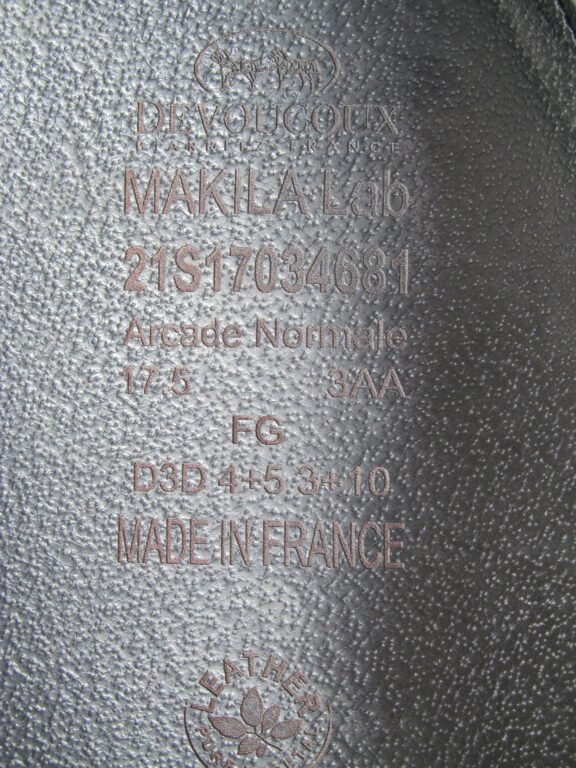 DEVOUCOUX
BIARRITZ-FRANCE
MAKILA Lab
21S17034681
Arcade Normale
17.5 3AA
FG
D3D 4+5 3+10
MADE IN FRANCE
LEATHER
PURE